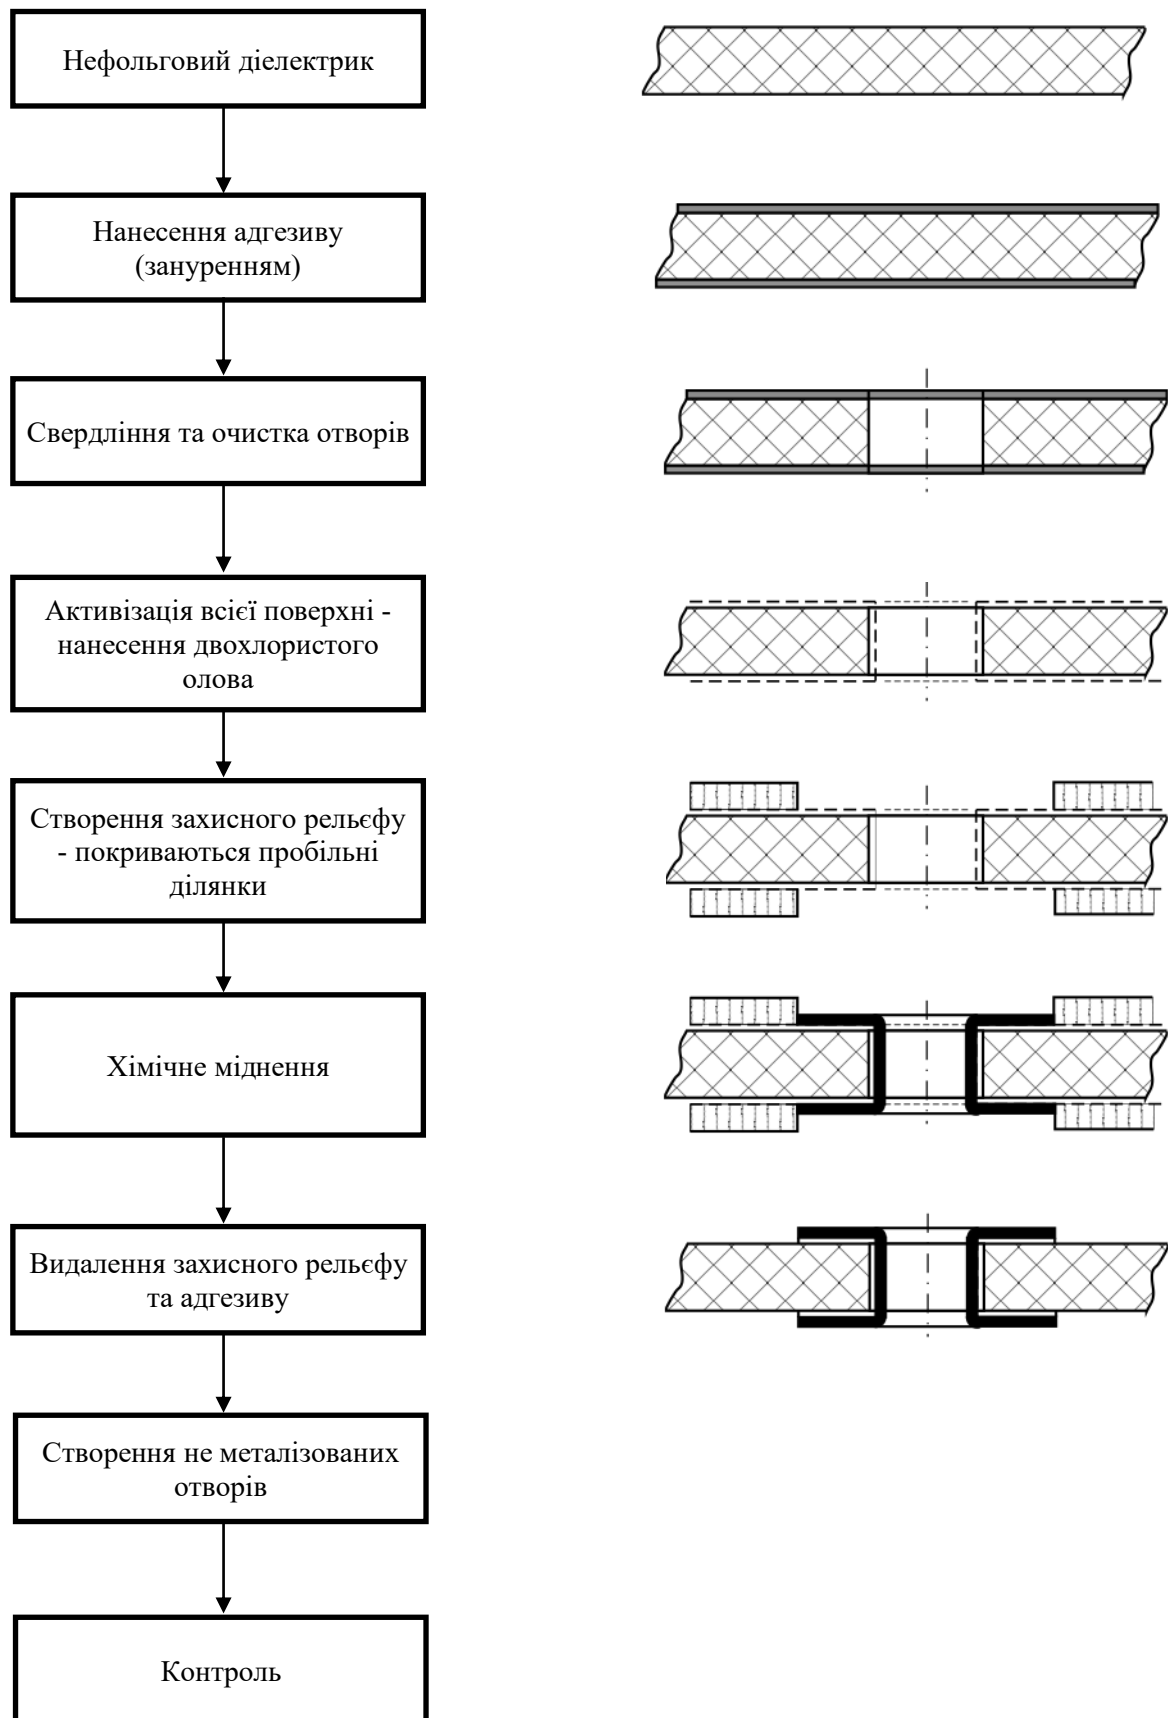 Нефольговий діелектрик
Нанесення адгезиву
(зануренням)
Свердління та очистка отворів
Активізація всієї поверхні -
нанесення двохлористого
олова
Створення захисного рельєфу
- покриваються пробільні
ділянки
Хімічне міднення
Видалення захисного рельєфу
та адгезиву
Створення не металізованих
отворів
Контроль